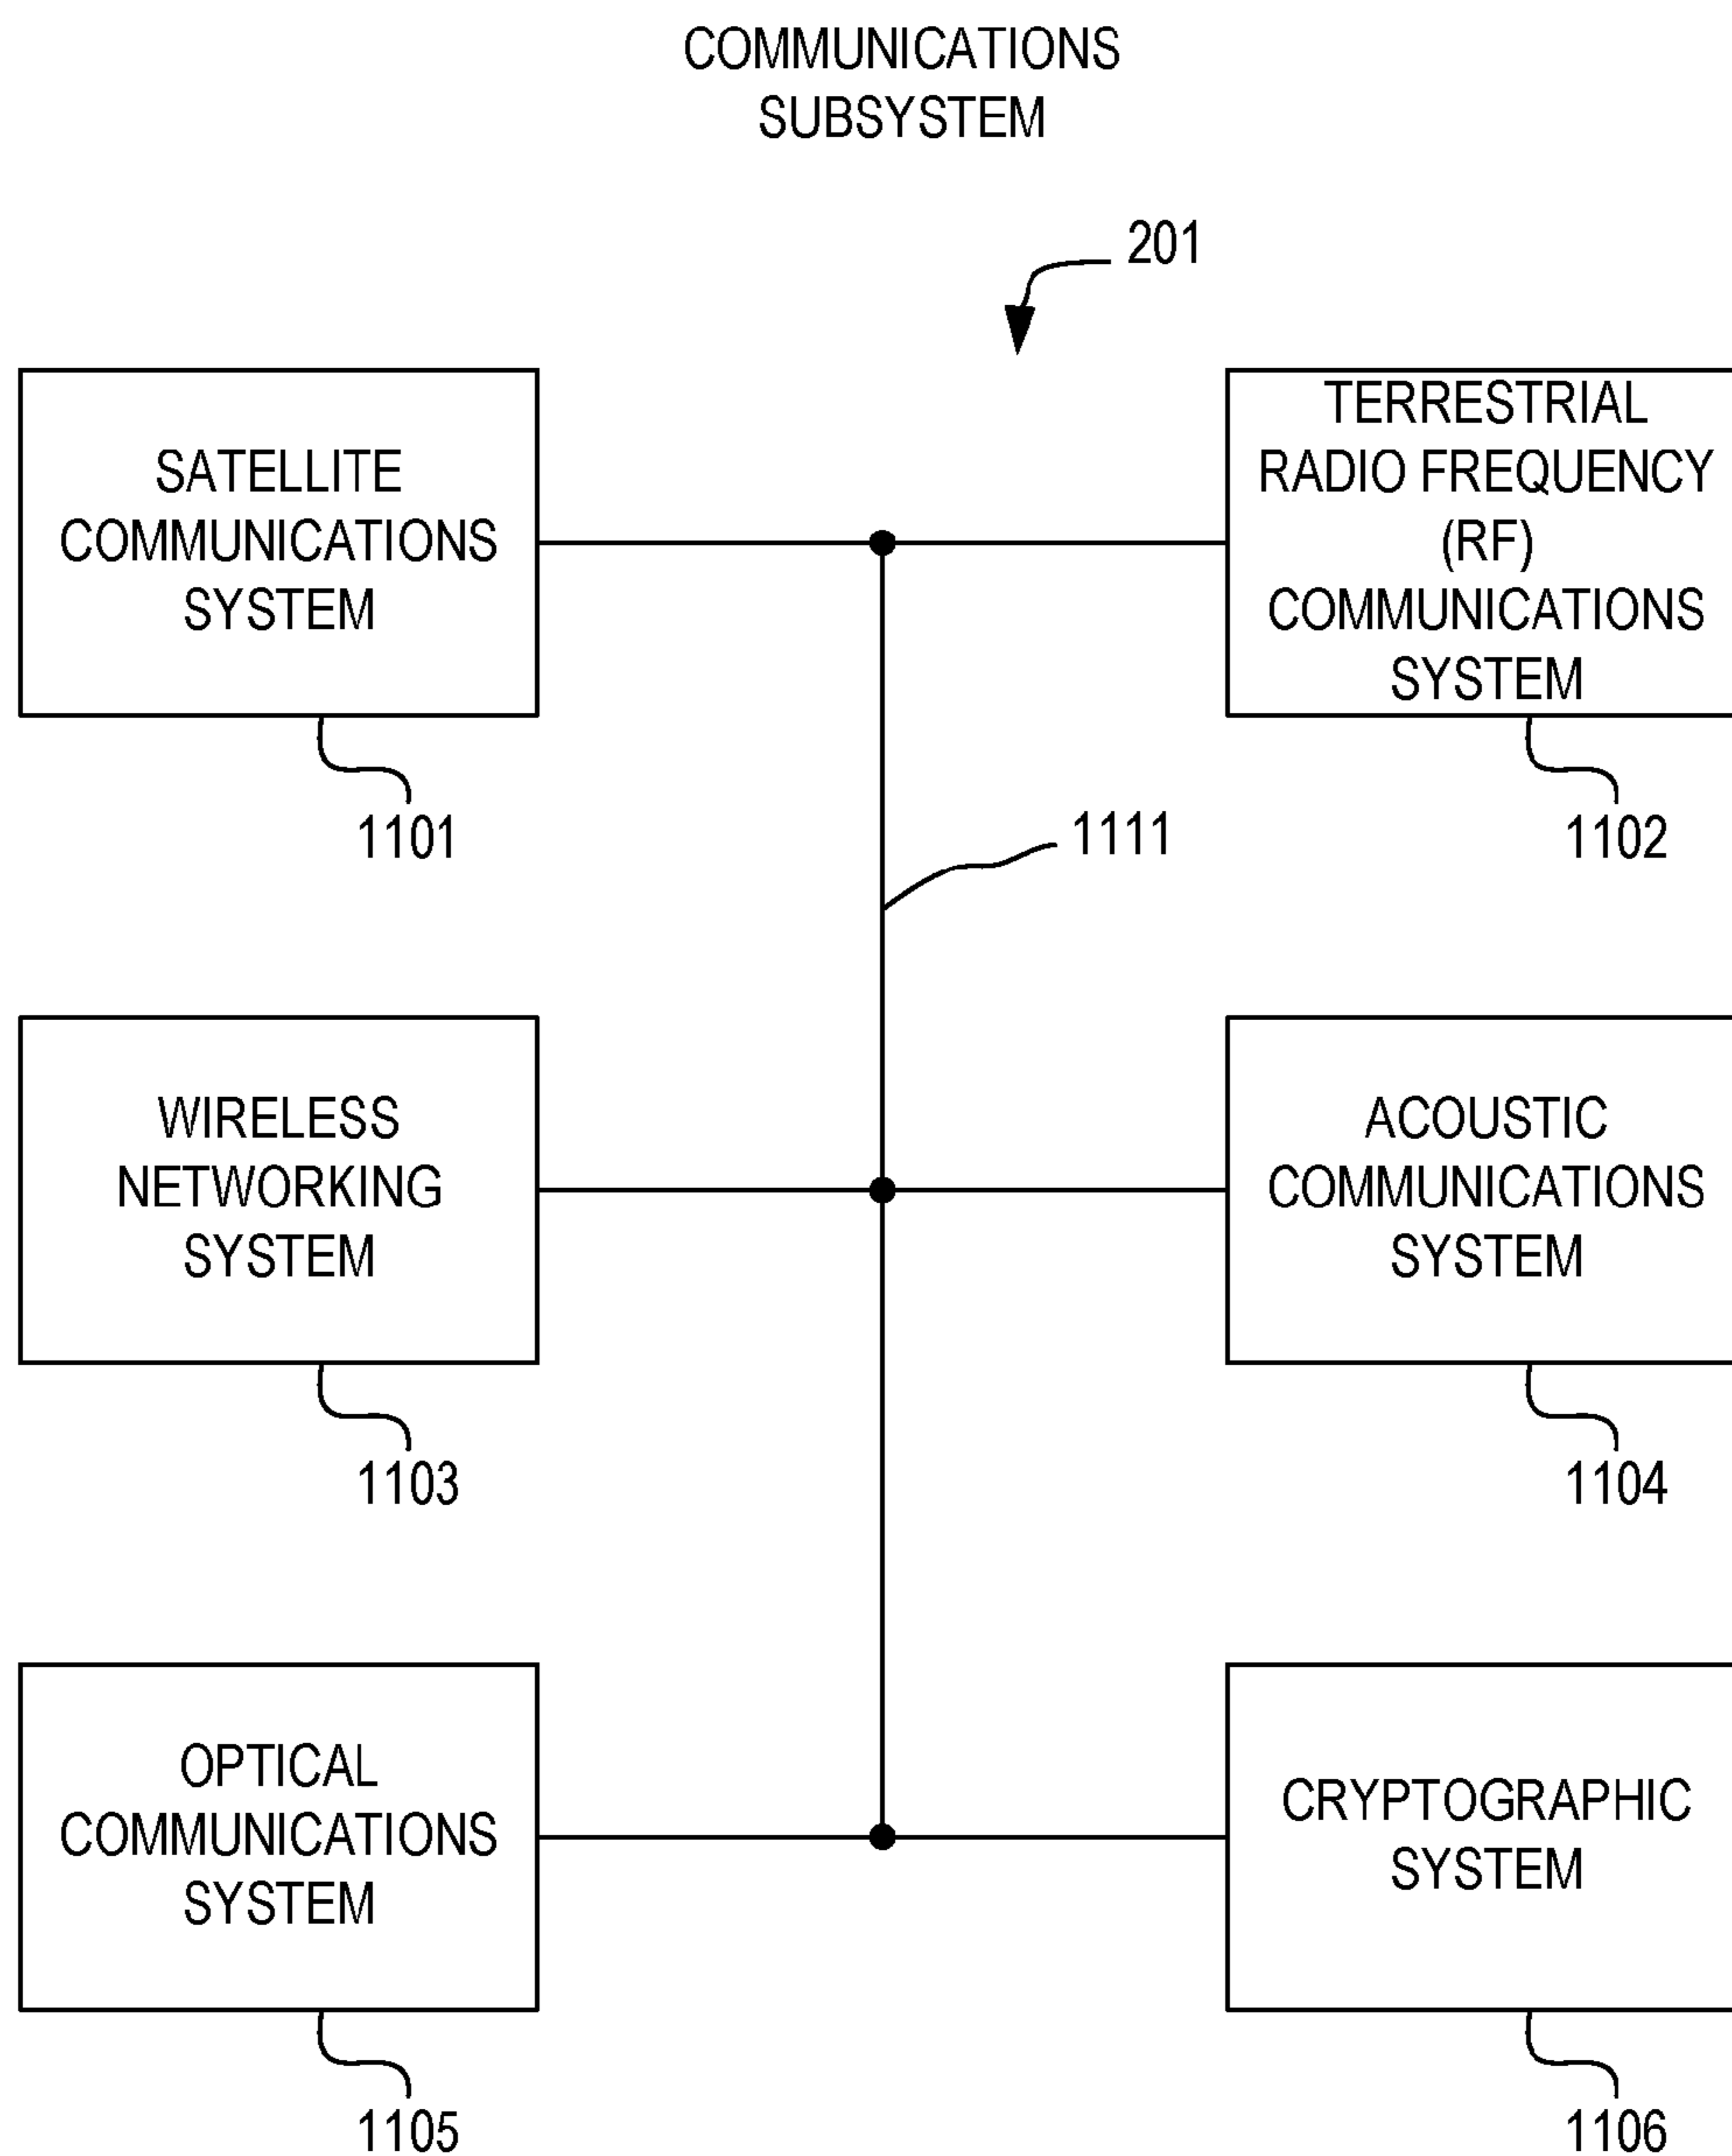 COMMUNICATIONS
SUBSYSTEM
201
SATELLITE
COMMUNICATIONS
SYSTEM
1101
TERRESTRIAL
RADIO FREQUENCY
(RF)
COMMUNICATIONS
SYSTEM
1102
1111
WIRELESS
NETWORKING
SYSTEM
1103
ACOUSTIC
COMMUNICATIONS
SYSTEM
1104
OPTICAL
COMMUNICATIONS
SYSTEM
1105
CRYPTOGRAPHIC
SYSTEM
1106